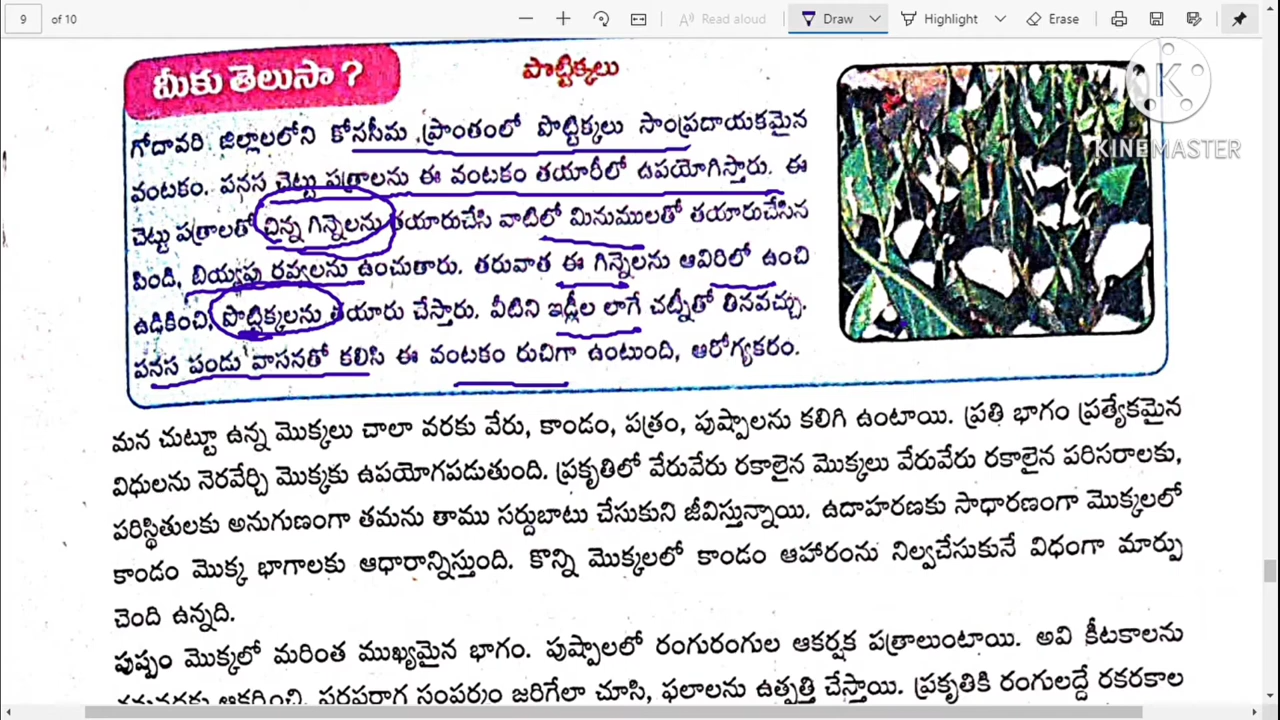 9 of 10 Read aloud Draw Highlight Erase
మీకు తెలుసా ?
పొట్టిక్కలు
గోదావరి జిల్లాలలోని కోనసీమ ప్రాంతంలో పొట్టిక్కలు సాంప్రదాయకమైన
వంటకం. పనస చెట్టు పత్రాలను ఈ వంటకం తయారీలో ఉపయోగిస్తారు. ఈ
చెట్టు పత్రాలతో చిన్న గిన్నెలను తయారుచేసి వాటిలో మినుములతో తయారుచేసిన
పిండి, బియ్యపు రవ్వలను ఉంచుతారు. తరువాత ఈ గిన్నెలను ఆవిరిలో ఉంచి
ఉడికించి, పొట్టిక్కలను తయారు చేస్తారు. వీటిని ఇడ్లీల లాగే చట్నీతో తినవచ్చు.
పనస పండు వాసనతో కలిసి ఈ వంటకం రుచిగా ఉంటుంది, ఆరోగ్యకరం.
KINEMASTER
మన చుట్టూ ఉన్న మొక్కలు చాలా వరకు వేరు, కాండం, పత్రం, పుష్పాలను కలిగి ఉంటాయి. ప్రతి భాగం ప్రత్యేకమైన
విధులను నెరవేర్చి మొక్కకు ఉపయోగపడుతుంది. ప్రకృతిలో వేరువేరు రకాలైన మొక్కలు వేరువేరు రకాలైన పరిసరాలకు,
పరిస్థితులకు అనుగుణంగా తమను తాము సర్దుబాటు చేసుకుని జీవిస్తున్నాయి. ఉదాహరణకు సాధారణంగా మొక్కలలో
కాండం మొక్క భాగాలకు ఆధారాన్నిస్తుంది. కొన్ని మొక్కలలో కాండం ఆహారంను నిల్వచేసుకునే విధంగా మార్పు
చెంది ఉన్నది.
పుష్పం మొక్కలో మరింత ముఖ్యమైన భాగం. పుష్పాలలో రంగురంగుల ఆకర్షక పత్రాలుంటాయి. అవి కీటకాలను
ఆకర్షించి, పరపరాగ సంపర్కం జరిగేలా చూసి, ఫలాలను ఉత్పత్తి చేస్తాయి. ప్రకృతికి రంగులద్దే రకరకాల